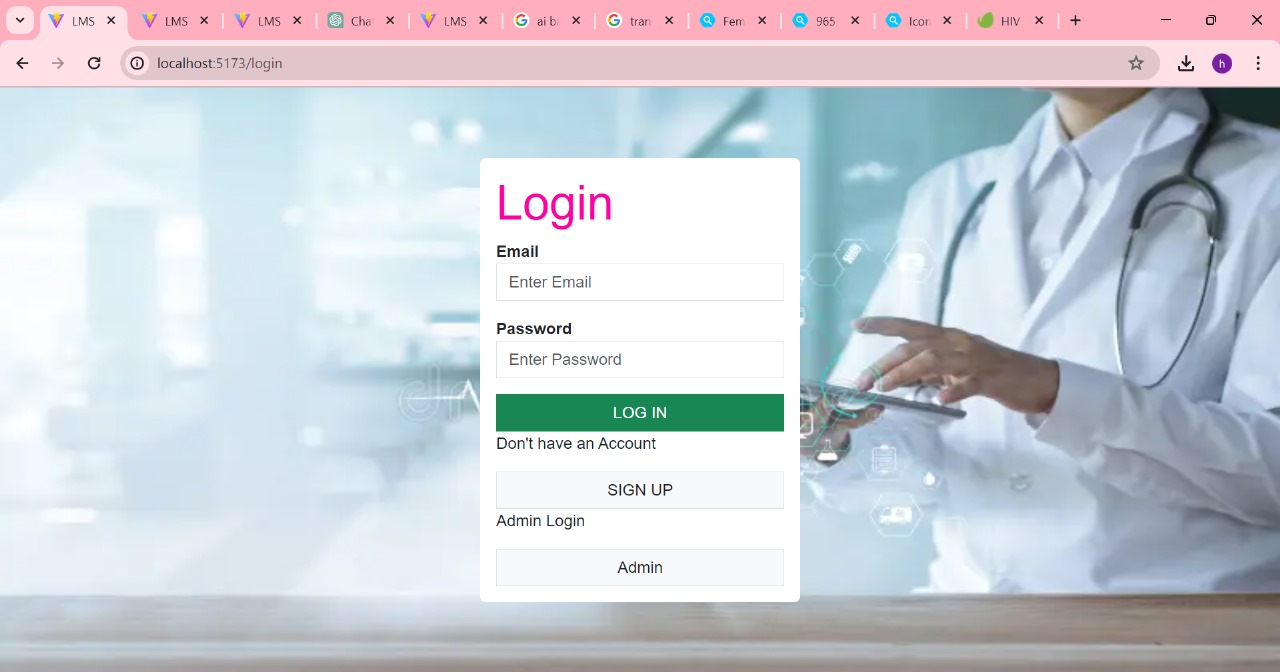 LMS
LMS
LMS
Cha
LMS
ai b
tran
Fem
965
Icon
HIV
localhost:5173/login
h
Login
Email
Enter Email
Password
Enter Password
LOG IN
Don't have an Account
SIGN UP
Admin Login
Admin